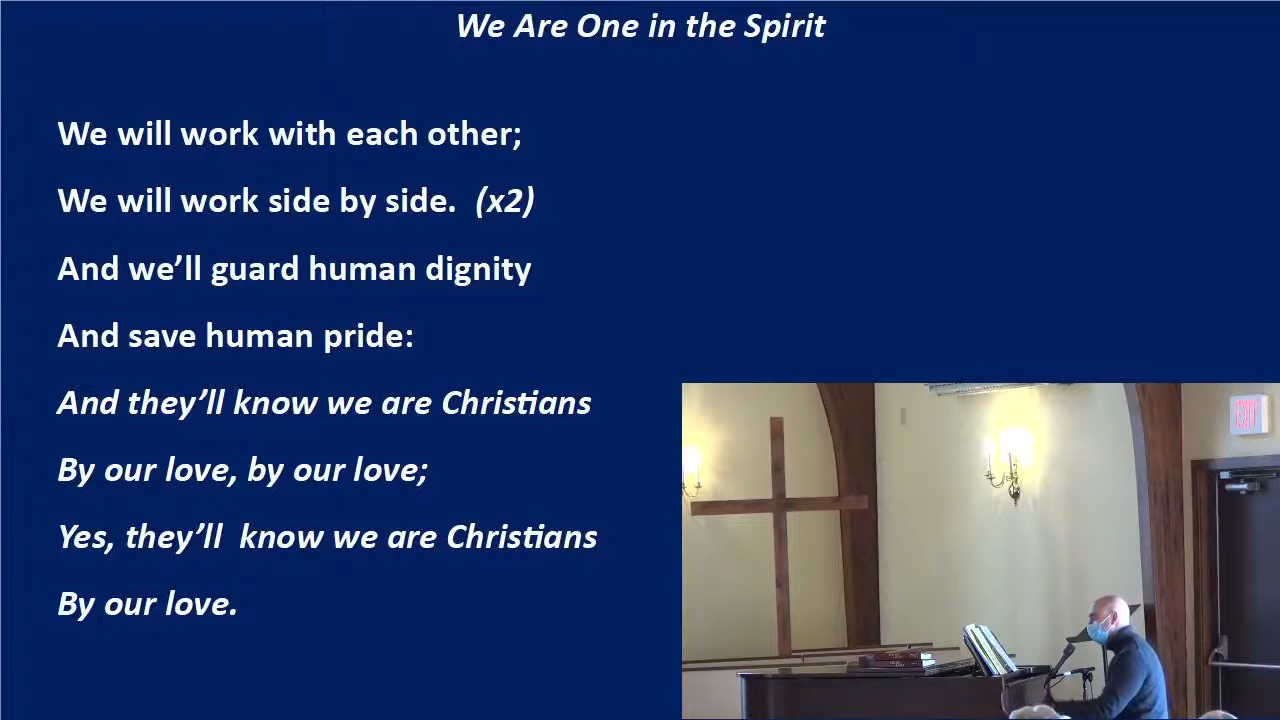 We Are One in the Spirit
We will work with each other;
We will work side by side.  (x2)
And we’ll guard human dignity
And save human pride:
And they’ll know we are Christians
By our love, by our love;
Yes, they’ll  know we are Christians
By our love.
EXIT